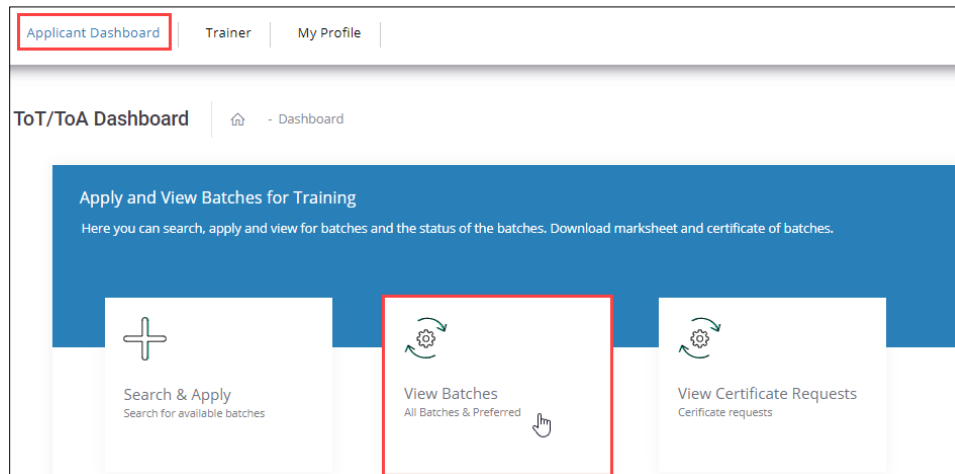 Applicant Dashboard Trainer My Profile
ToT/ToA Dashboard - Dashboard
Apply and View Batches for Training
Here you can search, apply and view for batches and the status of the batches. Download marksheet and certificate of batches.
Search & Apply
Search for available batches
View Batches
All Batches & Preferred
View Certificate Requests
Cerificate requests